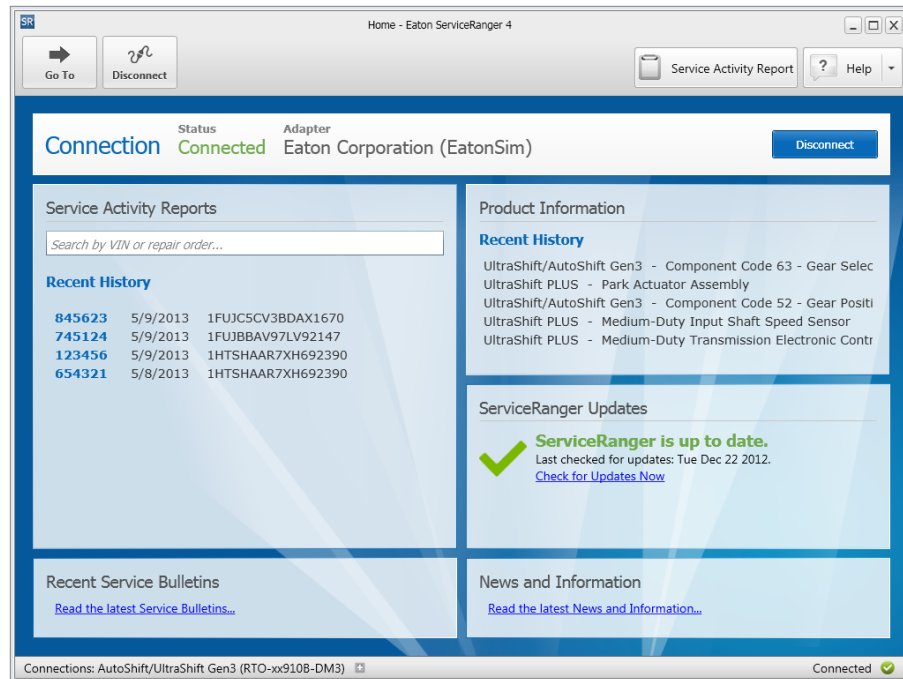 SR
Home - Eaton ServiceRanger 4
Go To
Disconnect
Service Activity Report
? Help
Connection
Status
Connected
Adapter
Eaton Corporation (EatonSim)
Disconnect
Service Activity Reports
Search by VIN or repair order...
Recent History
845623 5/9/2013 1FUJC5CV3BDAX1670
745124 5/9/2013 1FUJBBAV97LV92147
123456 5/9/2013 1HTSHAAR7XH692390
654321 5/8/2013 1HTSHAAR7XH692390
Product Information
Recent History
UltraShift/AutoShift Gen3 - Component Code 63 - Gear Selec
UltraShift PLUS - Park Actuator Assembly
UltraShift/AutoShift Gen3 - Component Code 52 - Gear Positi
UltraShift PLUS - Medium-Duty Input Shaft Speed Sensor
UltraShift PLUS - Medium-Duty Transmission Electronic Contr
ServiceRanger Updates
ServiceRanger is up to date.
Last checked for updates: Tue Dec 22 2012.
Check for Updates Now
Recent Service Bulletins
Read the latest Service Bulletins...
News and Information
Read the latest News and Information...
Connections: AutoShift/UltraShift Gen3 (RTO-xx910B-DM3)
Connected